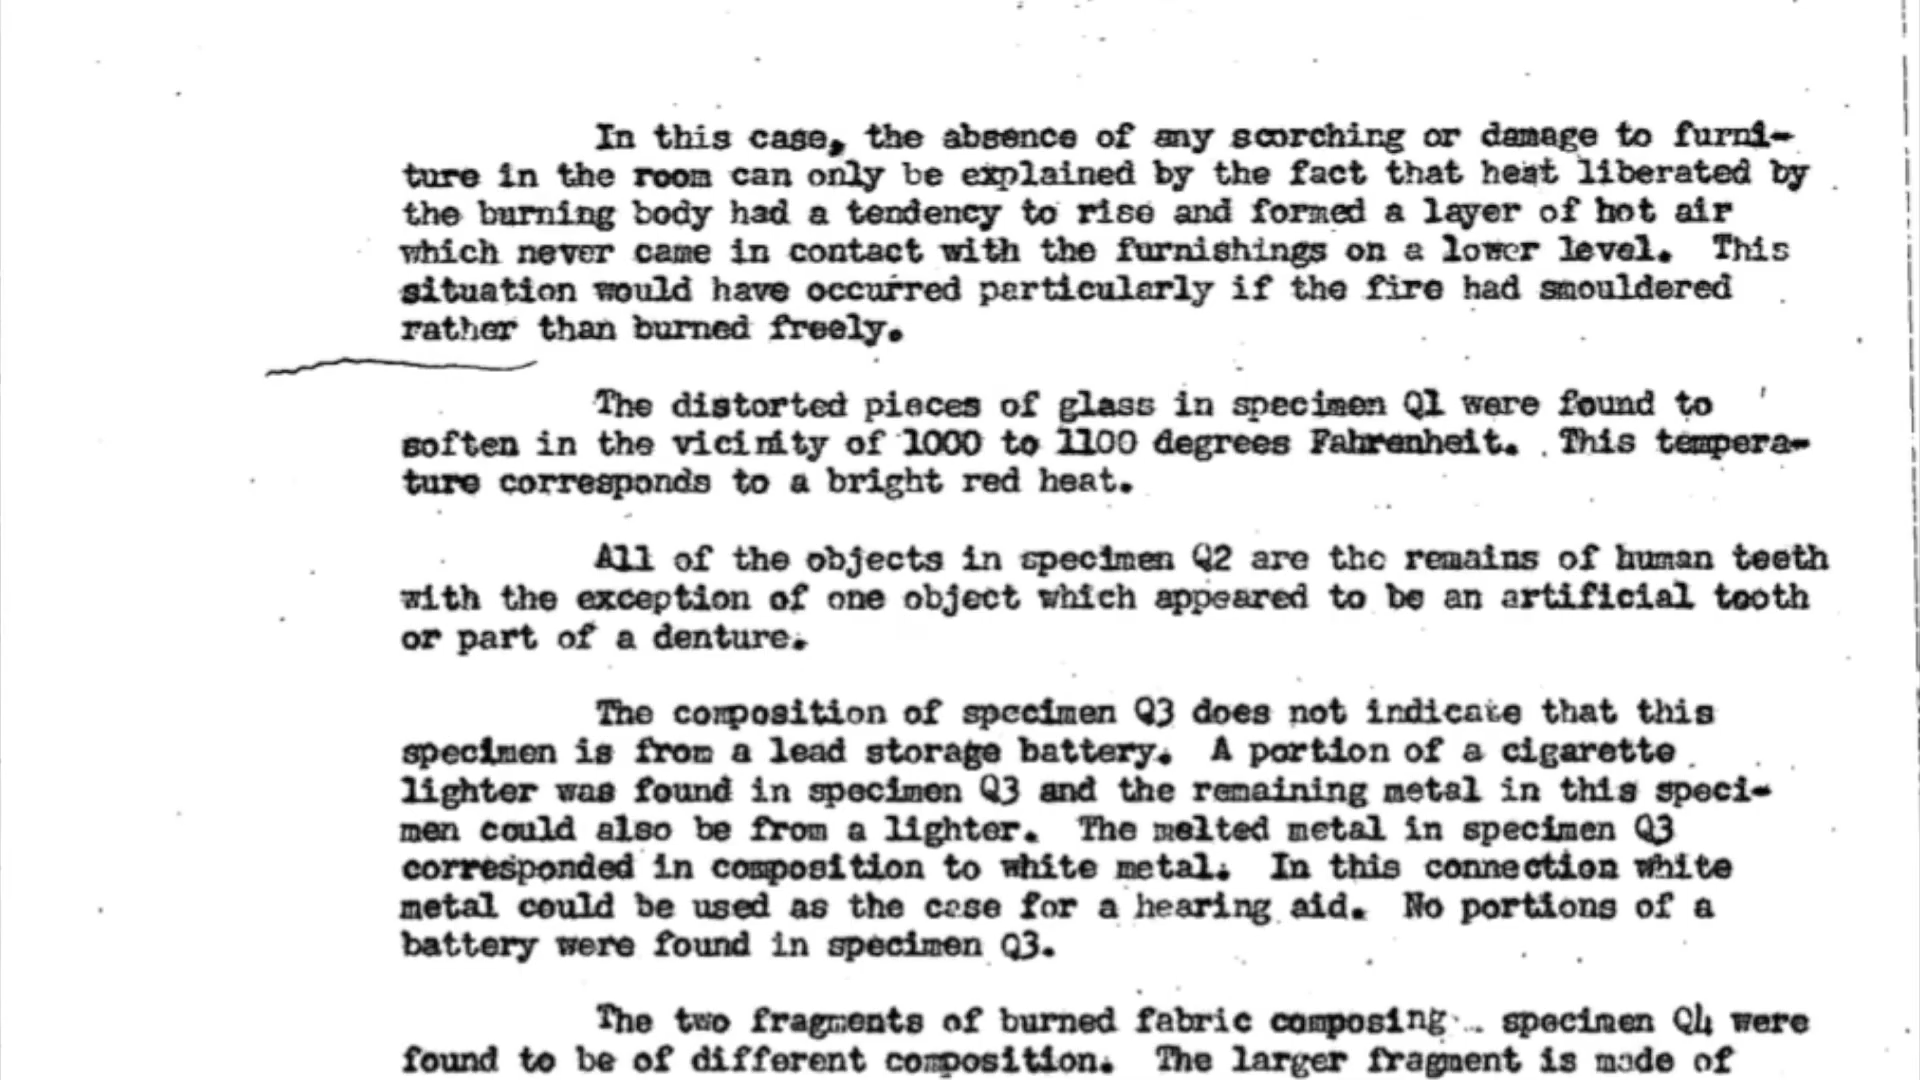 In this case, the absence of any scorching or damage to furni-
ture in the room can only be explained by the fact that heat liberated by
the burning body had a tendency to rise and formed a layer of hot air
which never came in contact with the furnishings on a lower level. This
situation would have occurred particularly if the fire had smouldered
rather than burned freely.
The distorted pieces of glass in specimen Q1 were found to
soften in the vicinity of 1000 to 1100 degrees Fahrenheit. This tempera-
ture corresponds to a bright red heat.
All of the objects in specimen Q2 are the remains of human teeth
with the exception of one object which appeared to be an artificial tooth
or part of a denture.
The composition of specimen Q3 does not indicate that this
specimen is from a lead storage battery. A portion of a cigarette
lighter was found in specimen Q3 and the remaining metal in this speci-
men could also be from a lighter. The melted metal in specimen Q3
corresponded in composition to white metal. In this connection white
metal could be used as the case for a hearing aid. No portions of a
battery were found in specimen Q3.
The two fragments of burned fabric composing specimen Q4 were
found to be of different composition. The larger fragment is made of